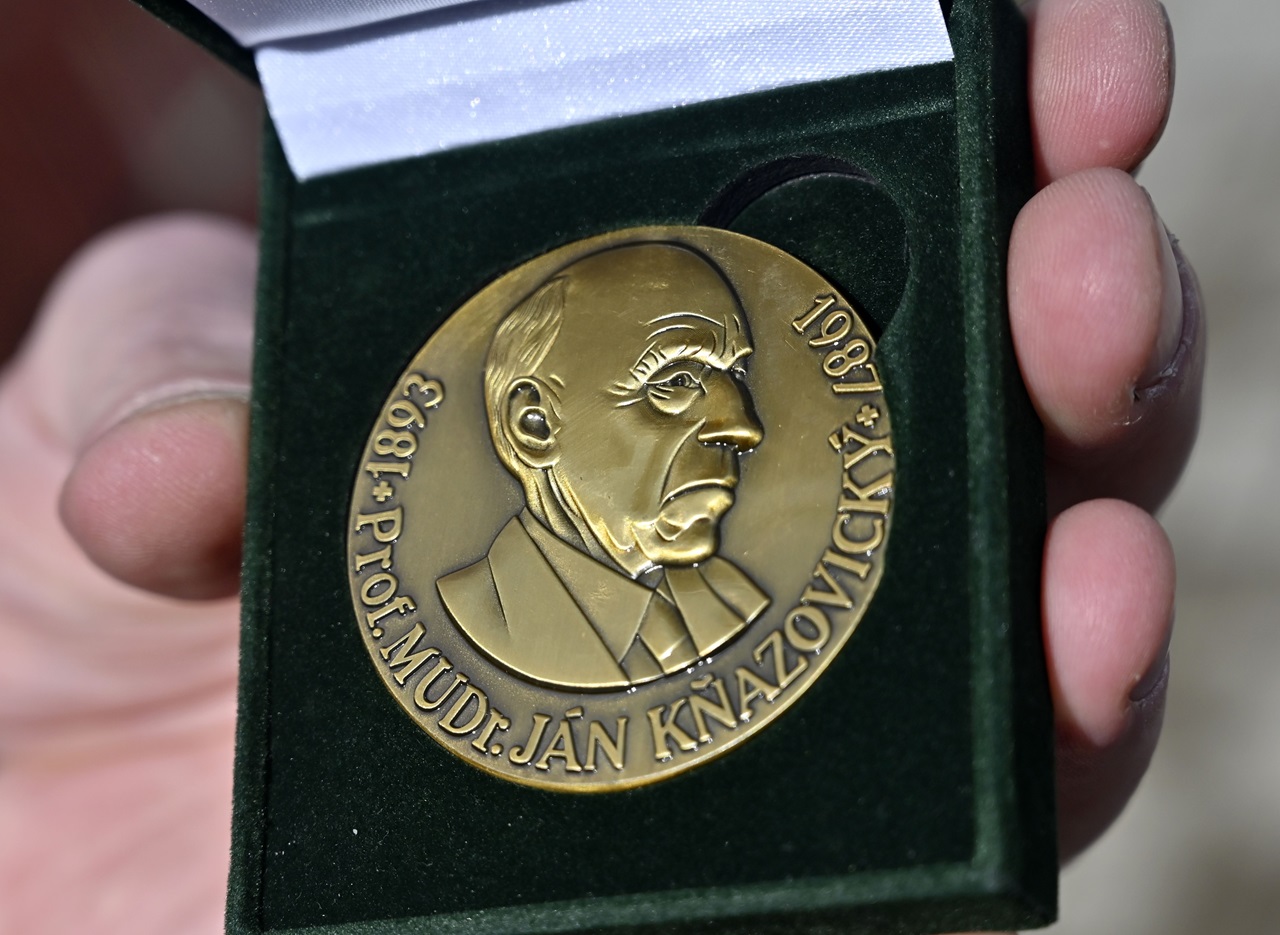 1893 + Prof. MUDr. JÁN KŇAZOVICKÝ + 1987